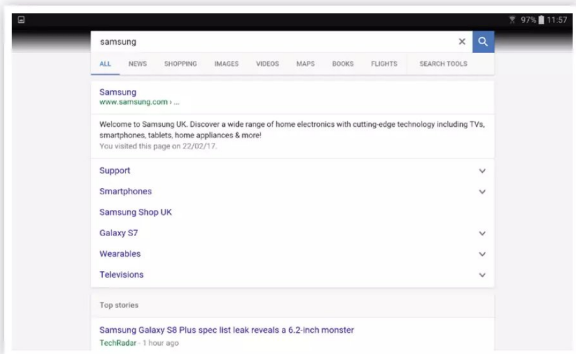 97% 11:57
samsung
ALL NEWS SHOPPING IMAGES VIDEOS MAPS BOOKS FLIGHTS SEARCH TOOLS
Samsung
www.samsung.com › ...
Welcome to Samsung UK. Discover a wide range of home electronics with cutting-edge technology including TVs,
smartphones, tablets, home appliances & more!
You visited this page on 22/02/17.
Support
Smartphones
Samsung Shop UK
Galaxy S7
Wearables
Televisions
Top stories
Samsung Galaxy S8 Plus spec list leak reveals a 6.2-inch monster
TechRadar - 1 hour ago